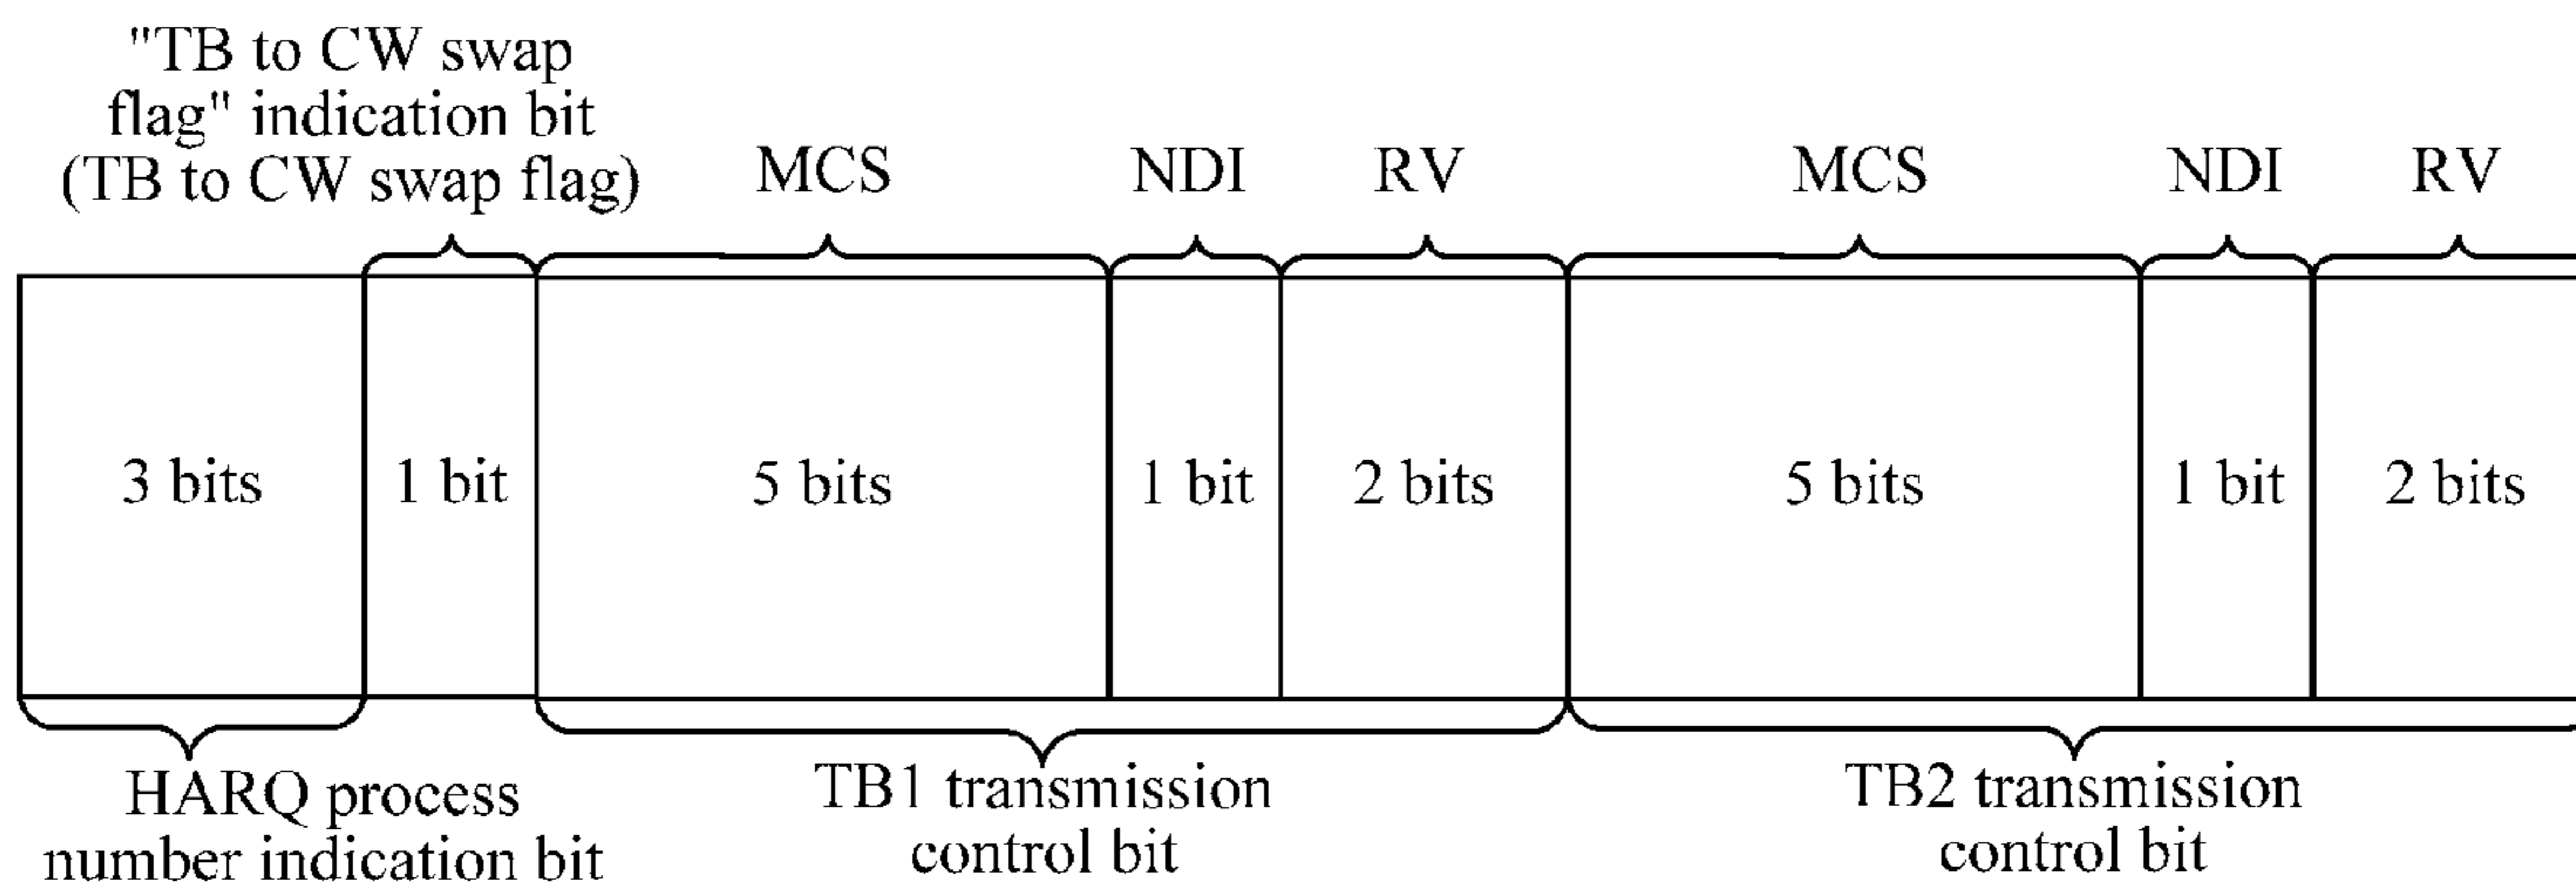 "TB to CW swap
flag" indication bit
(TB to CW swap flag)
MCS
NDI
RV
MCS
NDI
RV
3 bits
1 bit
5 bits
1 bit
2 bits
5 bits
1 bit
2 bits
HARQ process
number indication bit
TB1 transmission
control bit
TB2 transmission
control bit